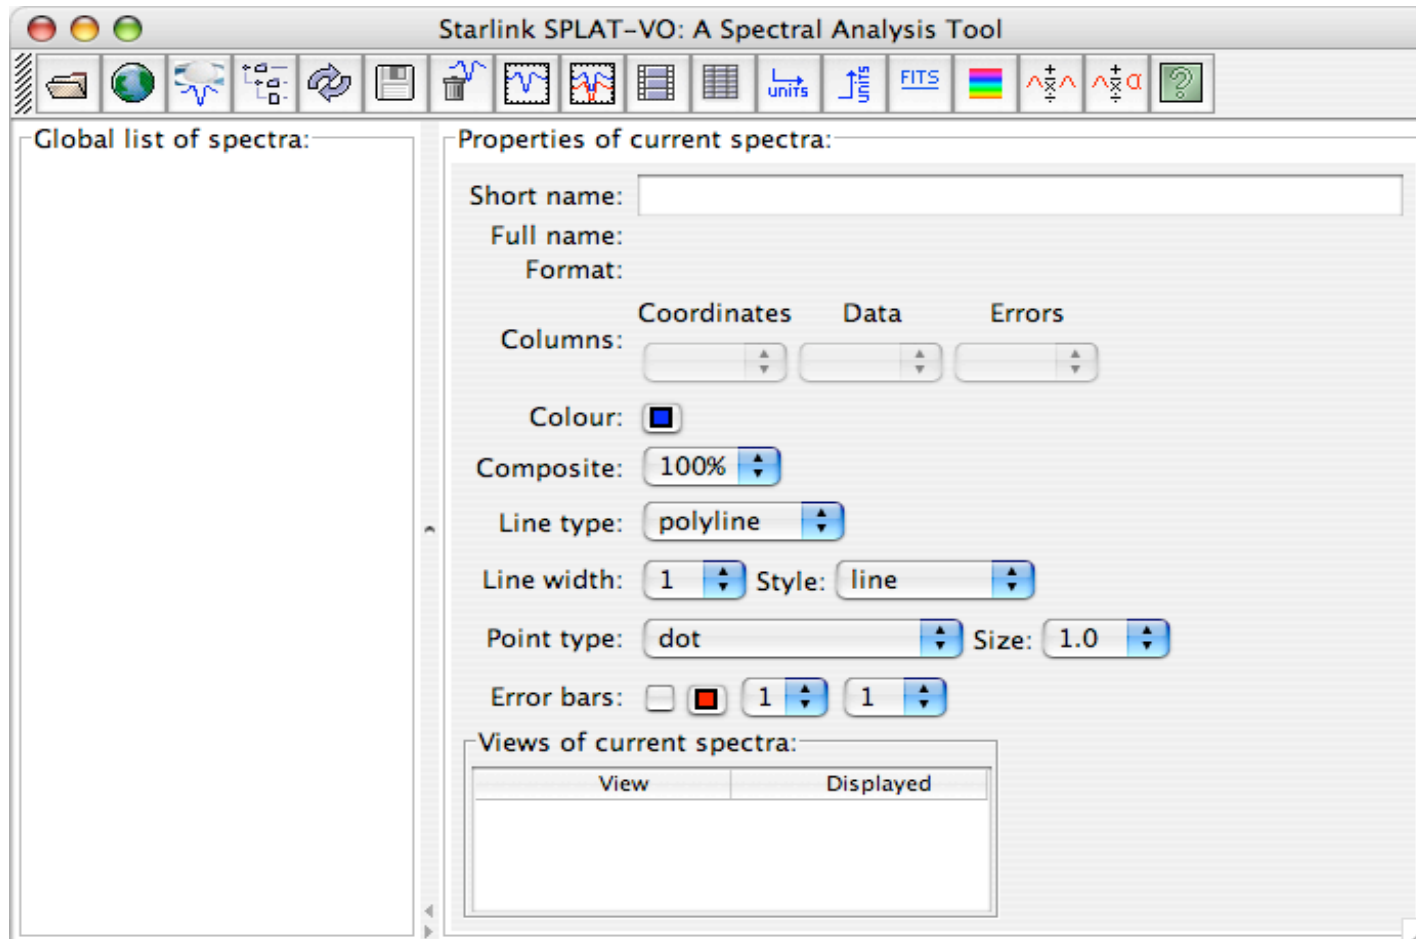 Starlink SPLAT-VO: A Spectral Analysis Tool
units units FITS +÷× +÷×α ?
Global list of spectra:
Properties of current spectra:
Short name:
Full name:
Format:
Coordinates Data Errors
Columns:
Colour:
Composite: 100%
Line type: polyline
Line width: 1 Style: line
Point type: dot Size: 1.0
Error bars: 1 1
Views of current spectra:
View Displayed